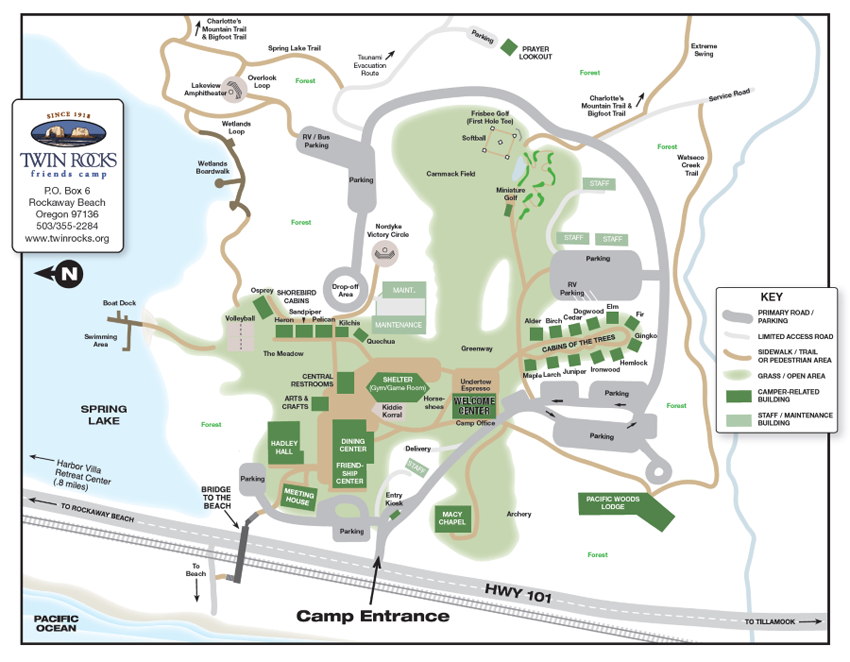 Charlotte's
Mountain Trail
& Bigfoot Trail
Spring Lake Trail
Tsunami
Evacuation
Route
Parking
PRAYER
LOOKOUT
Extreme
Swing
Forest
Forest
Lakeview
Amphitheater
Overlook
Loop
Charlotte's
Mountain Trail &
Bigfoot Trail
Service Road
SINCE 1918
TWIN ROCKS
friends camp
P.O. Box 6
Rockaway Beach
Oregon 97136
503/355-2284
www.twinrocks.org
N
Wetlands
Loop
Wetlands
Boardwalk
RV / Bus
Parking
Parking
Frisbee Golf
(First Hole Tee)
Softball
Cammack Field
Miniature
Golf
STAFF
STAFF
STAFF
Forest
Watseco
Creek
Trail
Forest
Nordyke
Victory Circle
Parking
RV
Parking
Drop-off
Area
MAINT.
MAINTENANCE
Osprey
SHOREBIRD
CABINS
Sandpiper
Heron
Pelican
Kilchis
Quechua
Volleyball
The Meadow
Boat Dock
Swimming
Area
Greenway
Alder
Birch
Cedar
Dogwood
Elm
Fir
Gingko
CABINS OF THE TREES
Maple
Larch
Juniper
Ironwood
Hemlock
KEY
PRIMARY ROAD /
PARKING
LIMITED ACCESS ROAD
SIDEWALK / TRAIL
OR PEDESTRIAN AREA
GRASS / OPEN AREA
CAMPER-RELATED
BUILDING
STAFF / MAINTENANCE
BUILDING
CENTRAL
RESTROOMS
SHELTER
(Gym/Game Room)
Undertow
Espresso
WELCOME
CENTER
Camp Office
ARTS &
CRAFTS
Kiddie
Korral
Horse-
shoes
Parking
Parking
Forest
SPRING
LAKE
Forest
HADLEY
HALL
DINING
CENTER
FRIEND-
SHIP
CENTER
Delivery
STAFF
Harbor Villa
Retreat Center
(.8 miles)
Parking
MEETING
HOUSE
Entry
Kiosk
MACY
CHAPEL
Archery
PACIFIC WOODS
LODGE
BRIDGE
TO THE
BEACH
Parking
TO ROCKAWAY BEACH
Forest
To
Beach
HWY 101
Camp Entrance
PACIFIC
OCEAN
TO TILLAMOOK